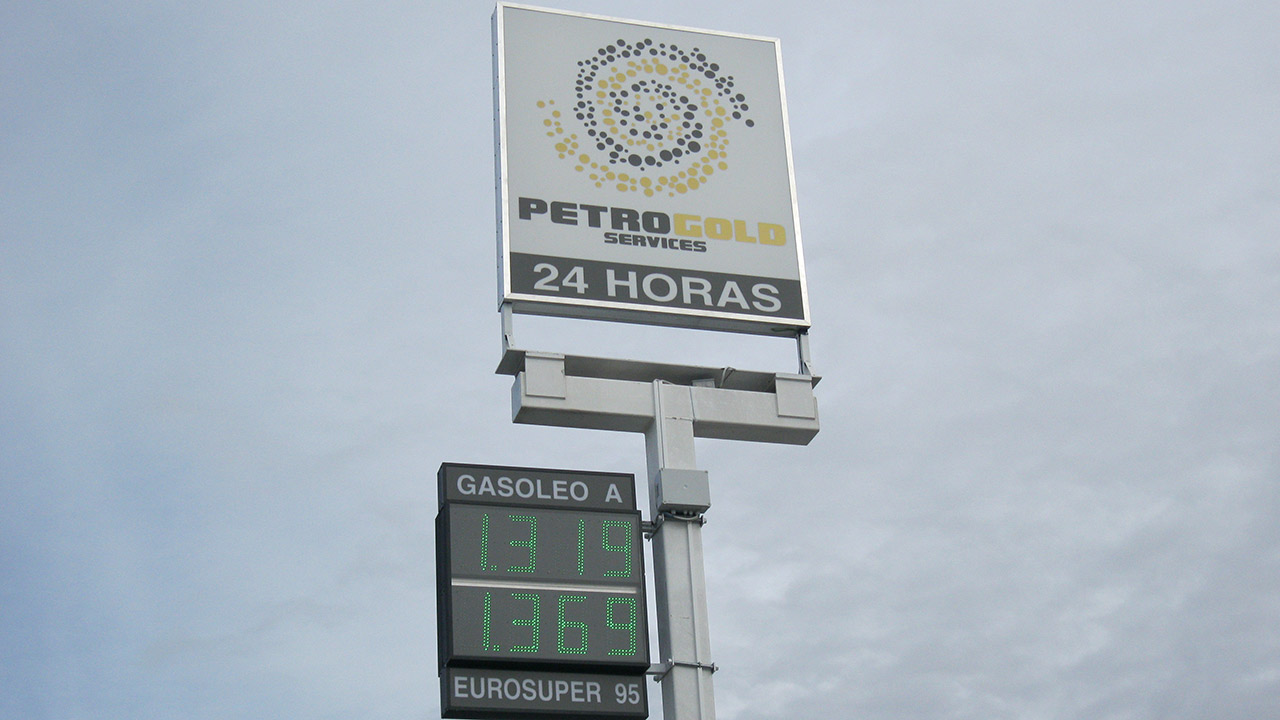 PETROGOLD
SERVICES
24 HORAS
GASOLEO A
1.319
1.369
EUROSUPER 95